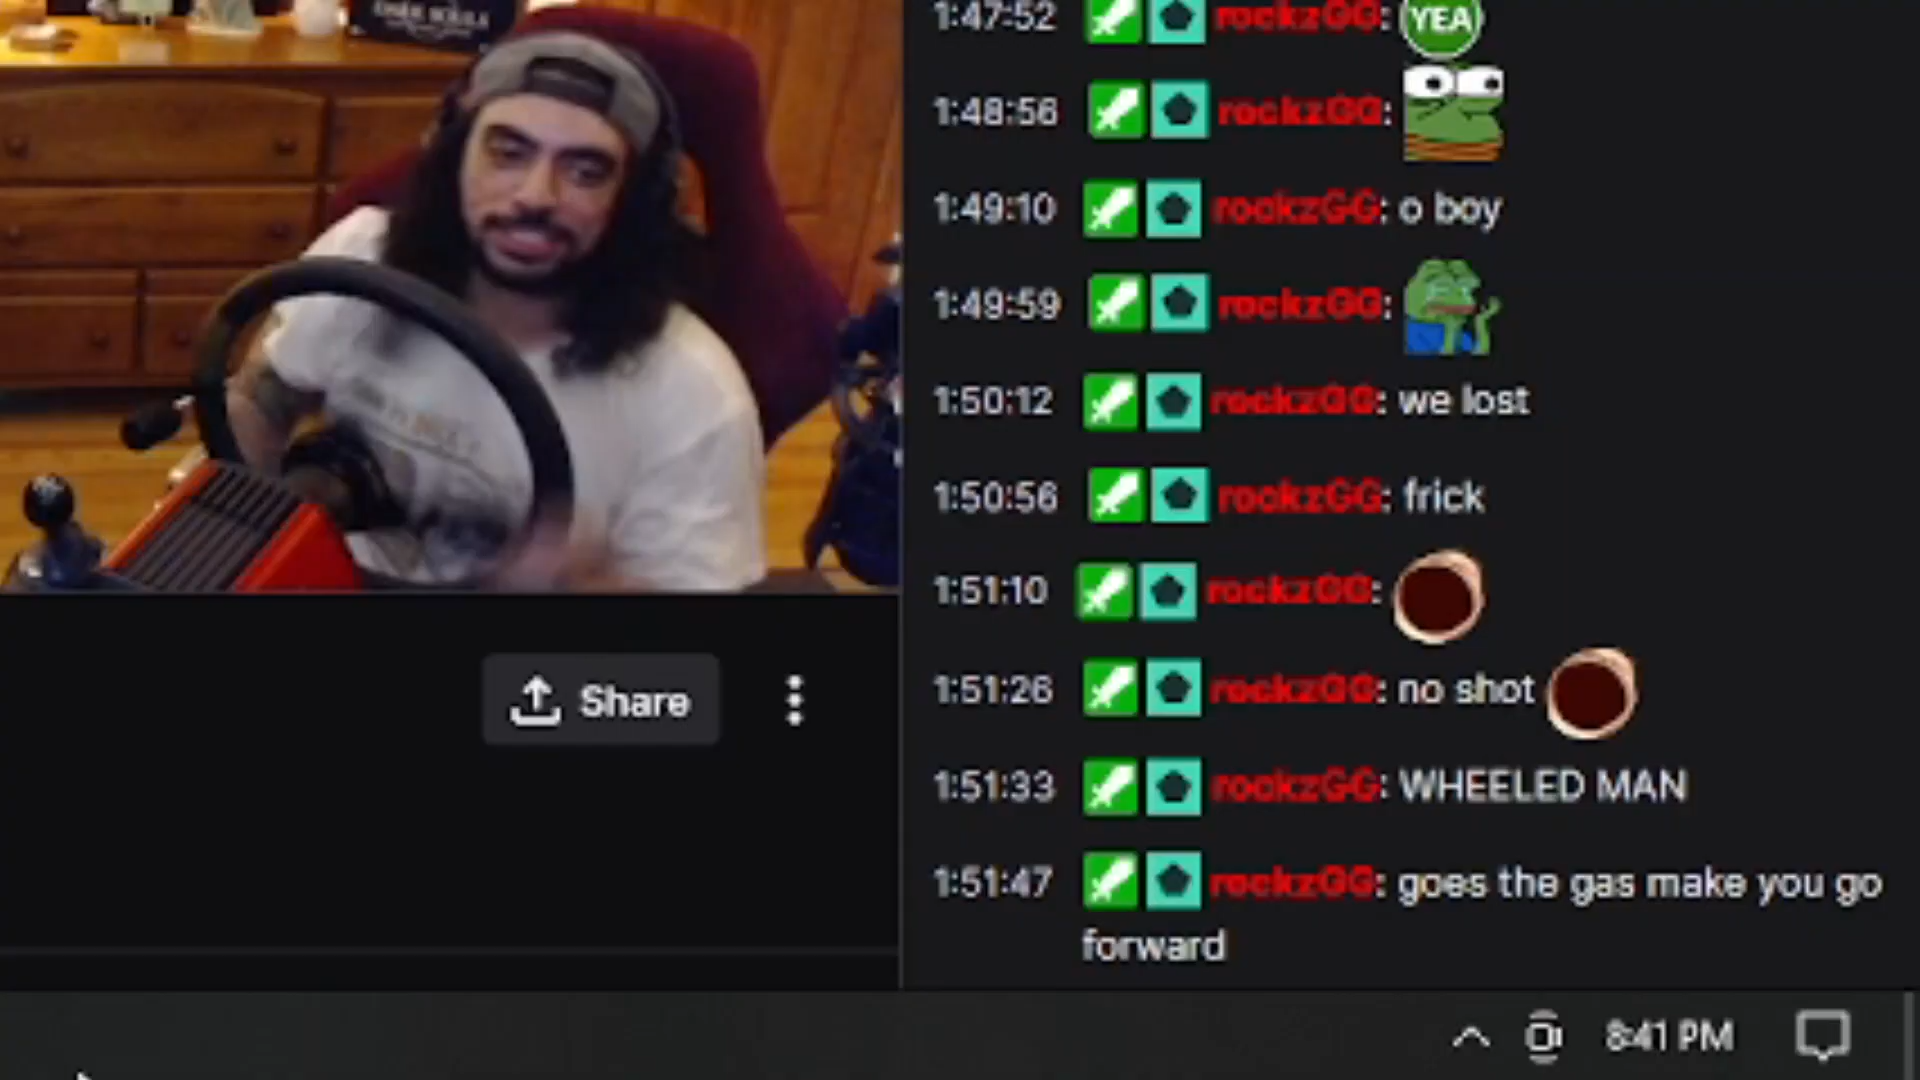 DARK SOULS
1:47:52 rockzGG: YEA
1:48:56 rockzGG:
1:49:10 rockzGG: o boy
1:49:59 rockzGG:
1:50:12 rockzGG: we lost
1:50:56 rockzGG: frick
1:51:10 rockzGG:
1:51:26 rockzGG: no shot
1:51:33 rockzGG: WHEELED MAN
1:51:47 rockzGG: goes the gas make you go
forward
Share
8:41 PM